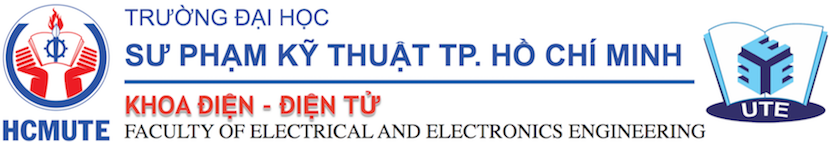 HCMUTE
TRƯỜNG ĐẠI HỌC
SƯ PHẠM KỸ THUẬT TP. HỒ CHÍ MINH
KHOA ĐIỆN - ĐIỆN TỬ
FACULTY OF ELECTRICAL AND ELECTRONICS ENGINEERING
EEE
UTE